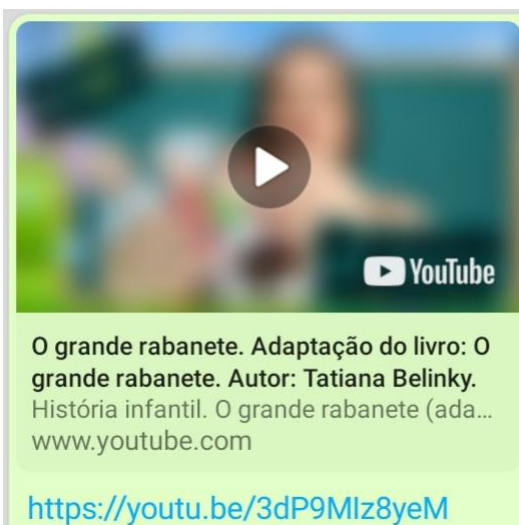 YouTube
O grande rabanete. Adaptação do livro: O
grande rabanete. Autor: Tatiana Belinky.
História infantil. O grande rabanete (ada...
www.youtube.com
https://youtu.be/3dP9MIz8yeM